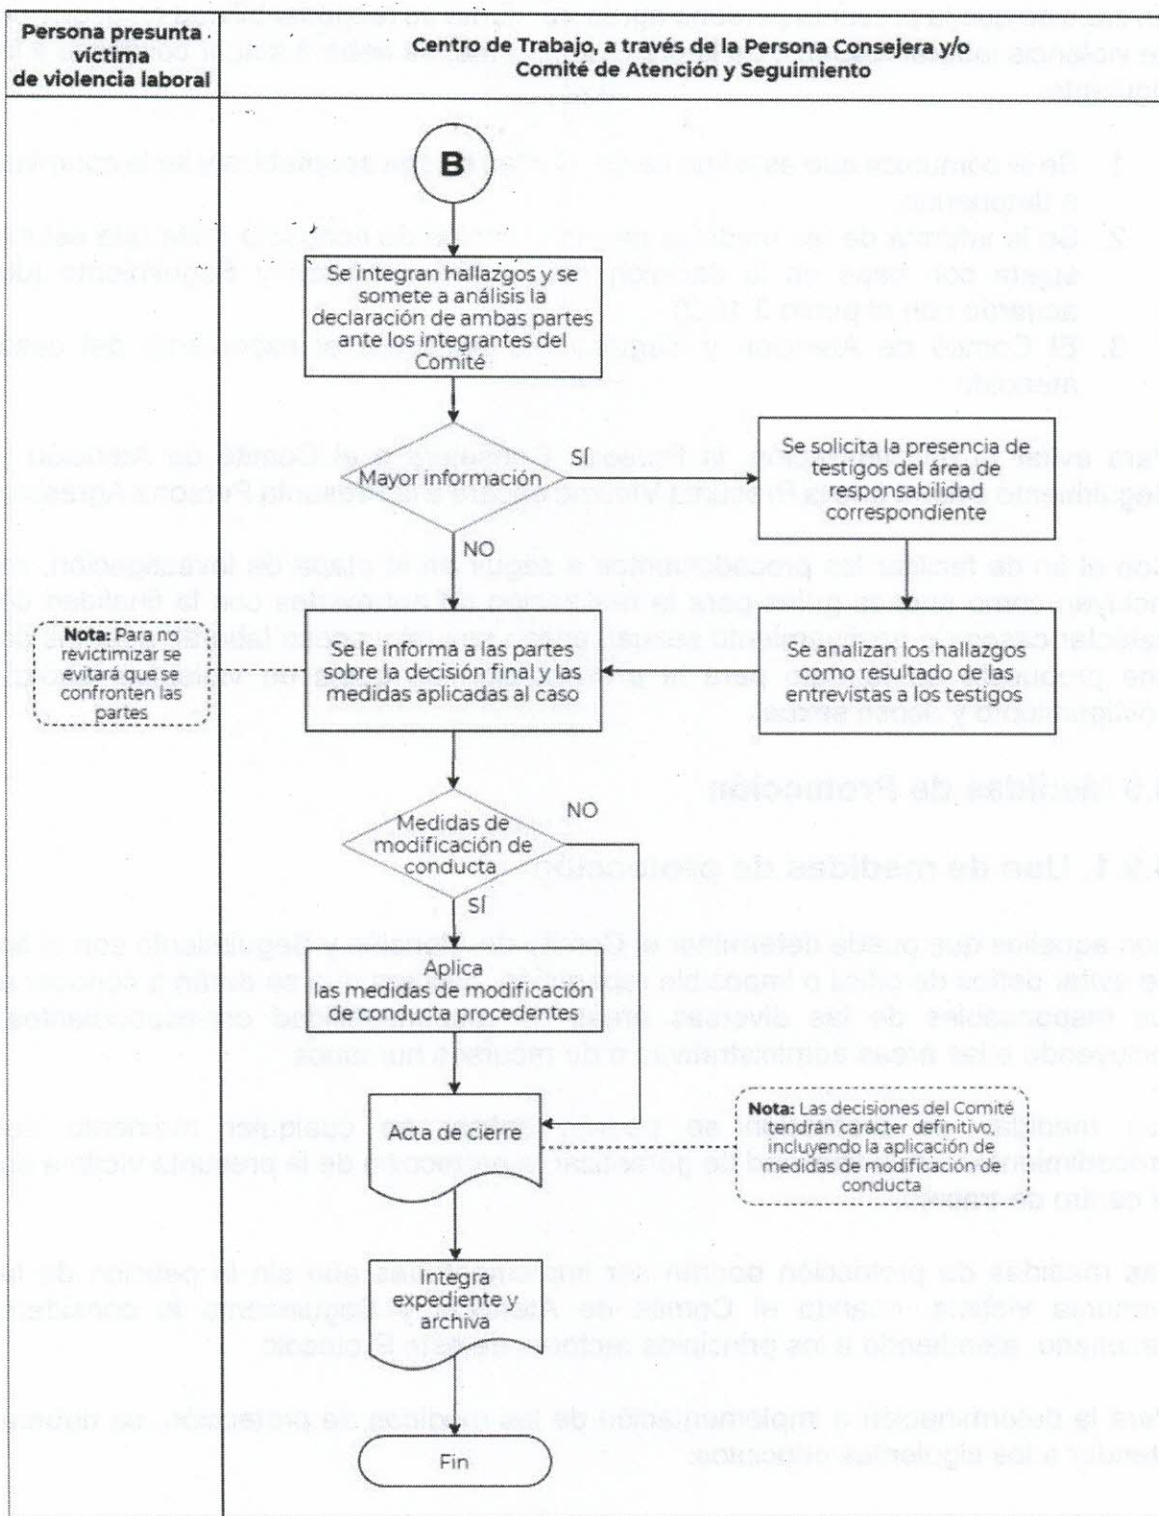 Persona presunta
víctima
de violencia laboral
Centro de Trabajo, a través de la Persona Consejera y/o
Comité de Atención y Seguimiento
B
Se integran hallazgos y se
somete a análisis la
declaración de ambas partes
ante los integrantes del
Comité
Mayor información
SÍ
Se solicita la presencia de
testigos del área de
responsabilidad
correspondiente
NO
Nota: Para no
revictimizar se
evitará que se
confronten las
partes
Se le informa a las partes
sobre la decisión final y las
medidas aplicadas al caso
Se analizan los hallazgos
como resultado de las
entrevistas a los testigos
Medidas de
modificación de
conducta
NO
SÍ
Aplica
las medidas de modificación
de conducta procedentes
Acta de cierre
Nota: Las decisiones del Comité
tendrán carácter definitivo,
incluyendo la aplicación de
medidas de modificación de
conducta
Integra
expediente y
archiva
Fin